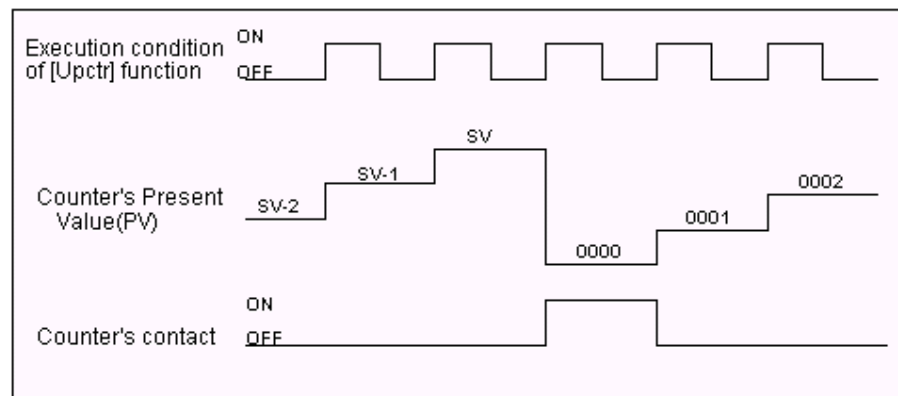 Execution condition
of [Upctr] function
ON
OFF
SV
SV-1
SV-2
Counter's Present
Value(PV)
0002
0001
0000
ON
Counter's contact
OFF